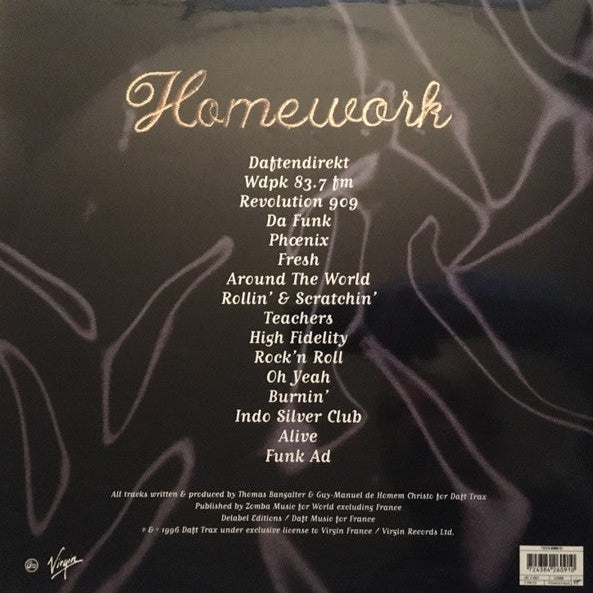 Homework
Daftendirekt
Wdpk 83.7 fm
Revolution 909
Da Funk
Phœnix
Fresh
Around The World
Rollin' & Scratchin'
Teachers
High Fidelity
Rock'n Roll
Oh Yeah
Burnin'
Indo Silver Club
Alive
Funk Ad
All tracks written & produced by Thomas Bangalter & Guy-Manuel de Homem Christo for Daft Trax
Published by Zomba Music for World excluding France
Delabel Editions / Daft Music for France
℗ & © 1996 Daft Trax under exclusive license to Virgin France / Virgin Records Ltd.
Virgin
724384260910